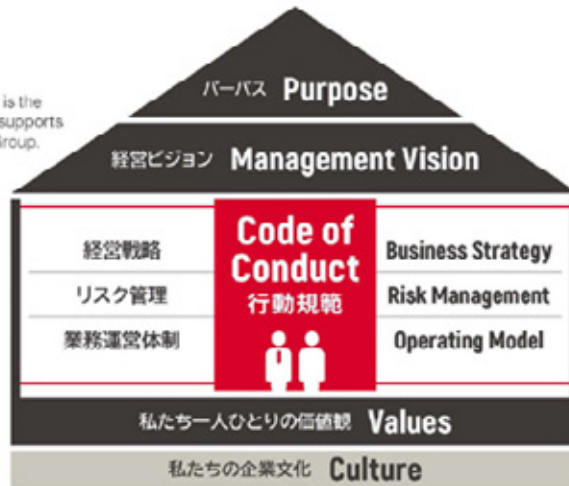 パーパス Purpose
is the
supports
Group.
経営ビジョン Management Vision
経営戦略
リスク管理
業務運営体制
Code of
Conduct
行動規範
Business Strategy
Risk Management
Operating Model
私たち一人ひとりの価値観 Values
私たちの企業文化 Culture